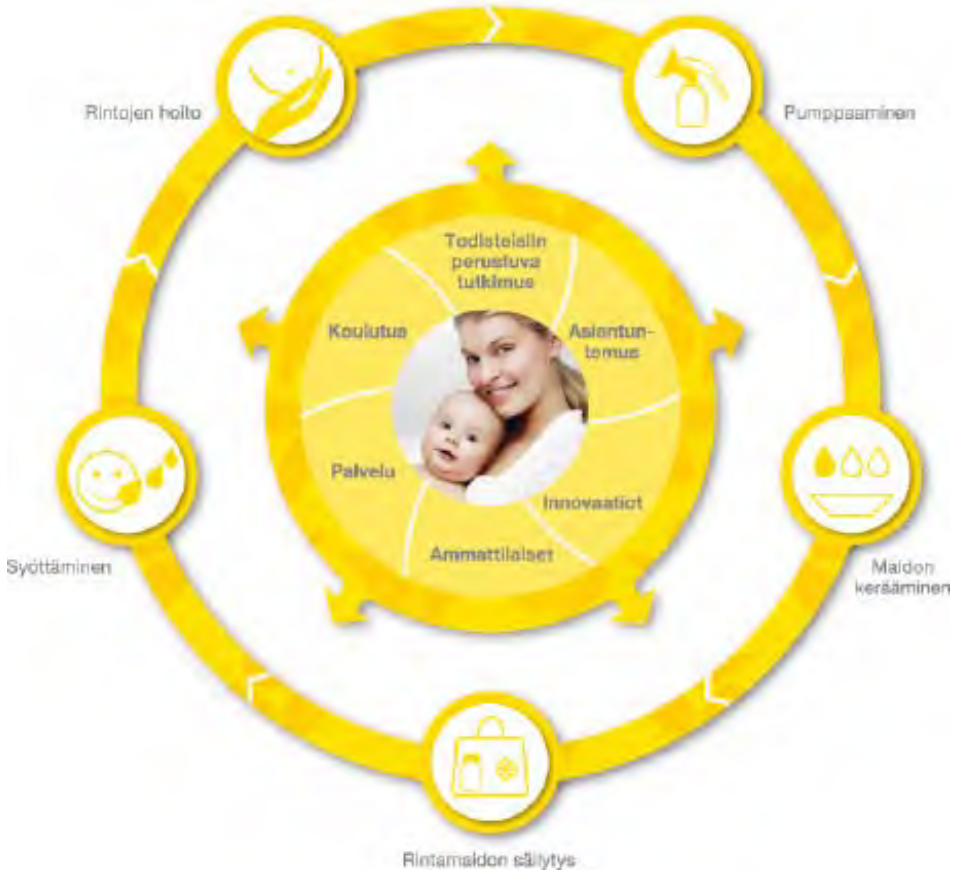 Rintojen hoito
Pumppaaminen
Todisteisiin
perustuva
tutkimus
Koulutus
Asiantun-
temus
Palvelu
Innovaatiot
Ammattilaiset
Syöttäminen
Maidon
kerääminen
Rintamaidon säilytys